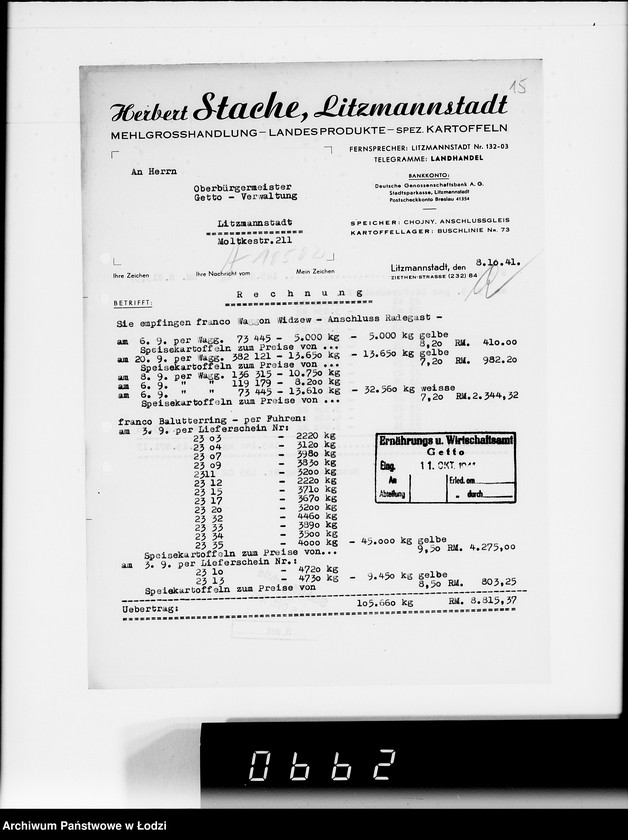 15
Herbert Stache, Litzmannstadt
MEHLGROSSHANDLUNG – LANDESPRODUKTE – SPEZ. KARTOFFELN
FERNSPRECHER: LITZMANNSTADT Nr. 132-03
TELEGRAMME: LANDHANDEL
BANKKONTO:
Deutsche Genossenschaftsbank A. G.
Stadtsparkasse, Litzmannstadt
Postscheckkonto Breslau 41354
SPEICHER: CHOJNY, ANSCHLUSSGLEIS
KARTOFFELLAGER: BUSCHLINIE Nr. 73
An Herrn
Oberbürgermeister
Getto - Verwaltung
Litzmannstadt
Moltkestr.211
Ihre Zeichen Ihre Nachricht vom Mein Zeichen
Litzmannstadt, den 8.10.41.
ZIETHEN-STRASSE (232) 84
R e c h n u n g
BETRIFFT:
Sie empfingen franco Waggon Widzew - Anschluss Radegast -
am 6. 9. per Wagg. 73 445 - 5.000 kg - 5.000 kg gelbe
Speisekartoffeln zum Preise von ... 8,20 RM. 410.00
am 20. 9. per Wagg. 382 121 - 13.650 kg - 13.650 kg gelbe
Speisekartoffeln zum Preise von ... 7,20 RM. 982.20
am 8. 9. per Wagg. 136 315 - 10.750 kg
am 6. 9. " " 119 179 - 8.200 kg
am 6. 9. " " 73 445 - 13.610 kg - 32.560 kg weisse
Speisekartoffeln zum Preise von ... 7,20 RM.2.344,32
franco Balutterring - per Fuhren:
am 3. 9. per Lieferschein Nr:
23 03 - 2220 kg
23 04 - 3120 kg
23 07 - 3980 kg
23 09 - 3830 kg
2311 - 3200 kg
23 12 - 2220 kg
23 15 - 3710 kg
23 17 - 3670 kg
23 20 - 3200 kg
23 32 - 4460 kg
23 33 - 3890 kg
23 34 - 3500 kg
23 35 - 4000 kg - 45.000 kg gelbe
Speisekartoffeln zum Preise von... 9,50 RM. 4.275,00
am 3. 9. per Lieferschein Nr.:
23 10 - 4720 kg
23 13 - 4730 kg - 9.450 kg gelbe
Speisekartoffeln zum Preise von 8,50 RM. 803,25
Uebertrag: 105.660 kg RM. 8.815,37
Ernährungs u. Wirtschaftsamt
Getto
Eing. 11. OKT. 1941
An Erled. am
Abteilung " durch
0662
Archiwum Państwowe w Łodzi